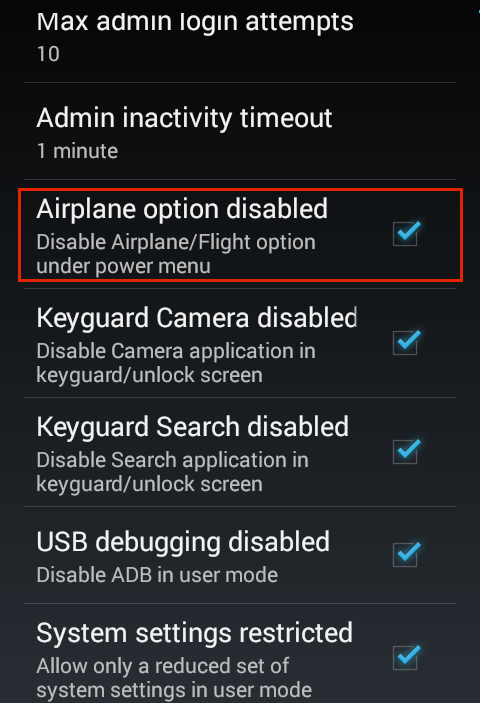 Max admin login attempts
10
Admin inactivity timeout
1 minute
Airplane option disabled
Disable Airplane/Flight option
under power menu
Keyguard Camera disabled
Disable Camera application in
keyguard/unlock screen
Keyguard Search disabled
Disable Search application in
keyguard/unlock screen
USB debugging disabled
Disable ADB in user mode
System settings restricted
Allow only a reduced set of
system settings in user mode